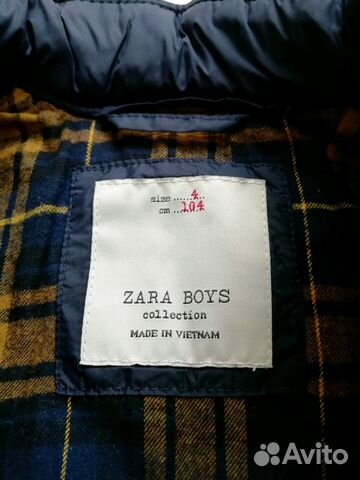 size ......4..
cm ......104
ZARA BOYS
collection
MADE IN VIETNAM
Avito